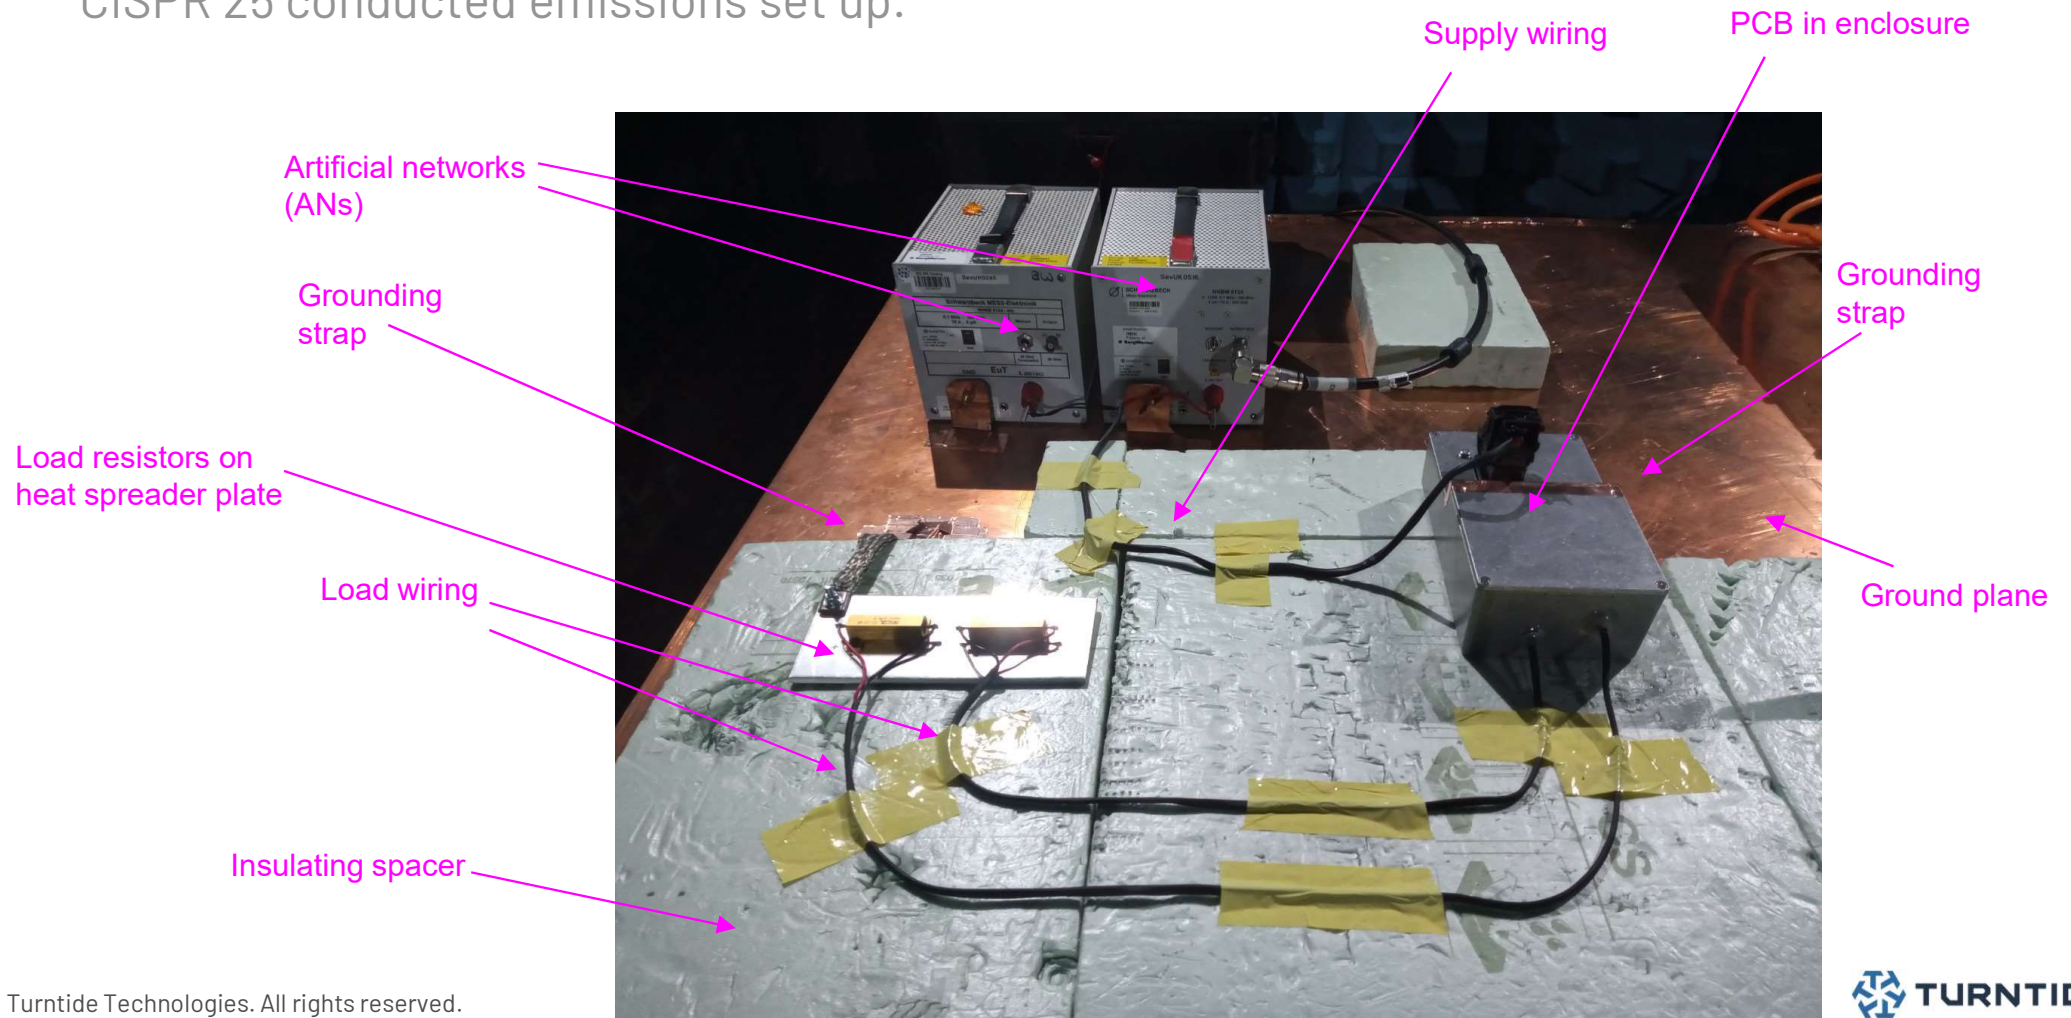 CISPR 25 conducted emissions set up.
Supply wiring
PCB in enclosure
Artificial networks
(ANs)
Grounding
strap
Grounding
strap
Load resistors on
heat spreader plate
Load wiring
Ground plane
Insulating spacer
EuT
Turntide Technologies. All rights reserved.